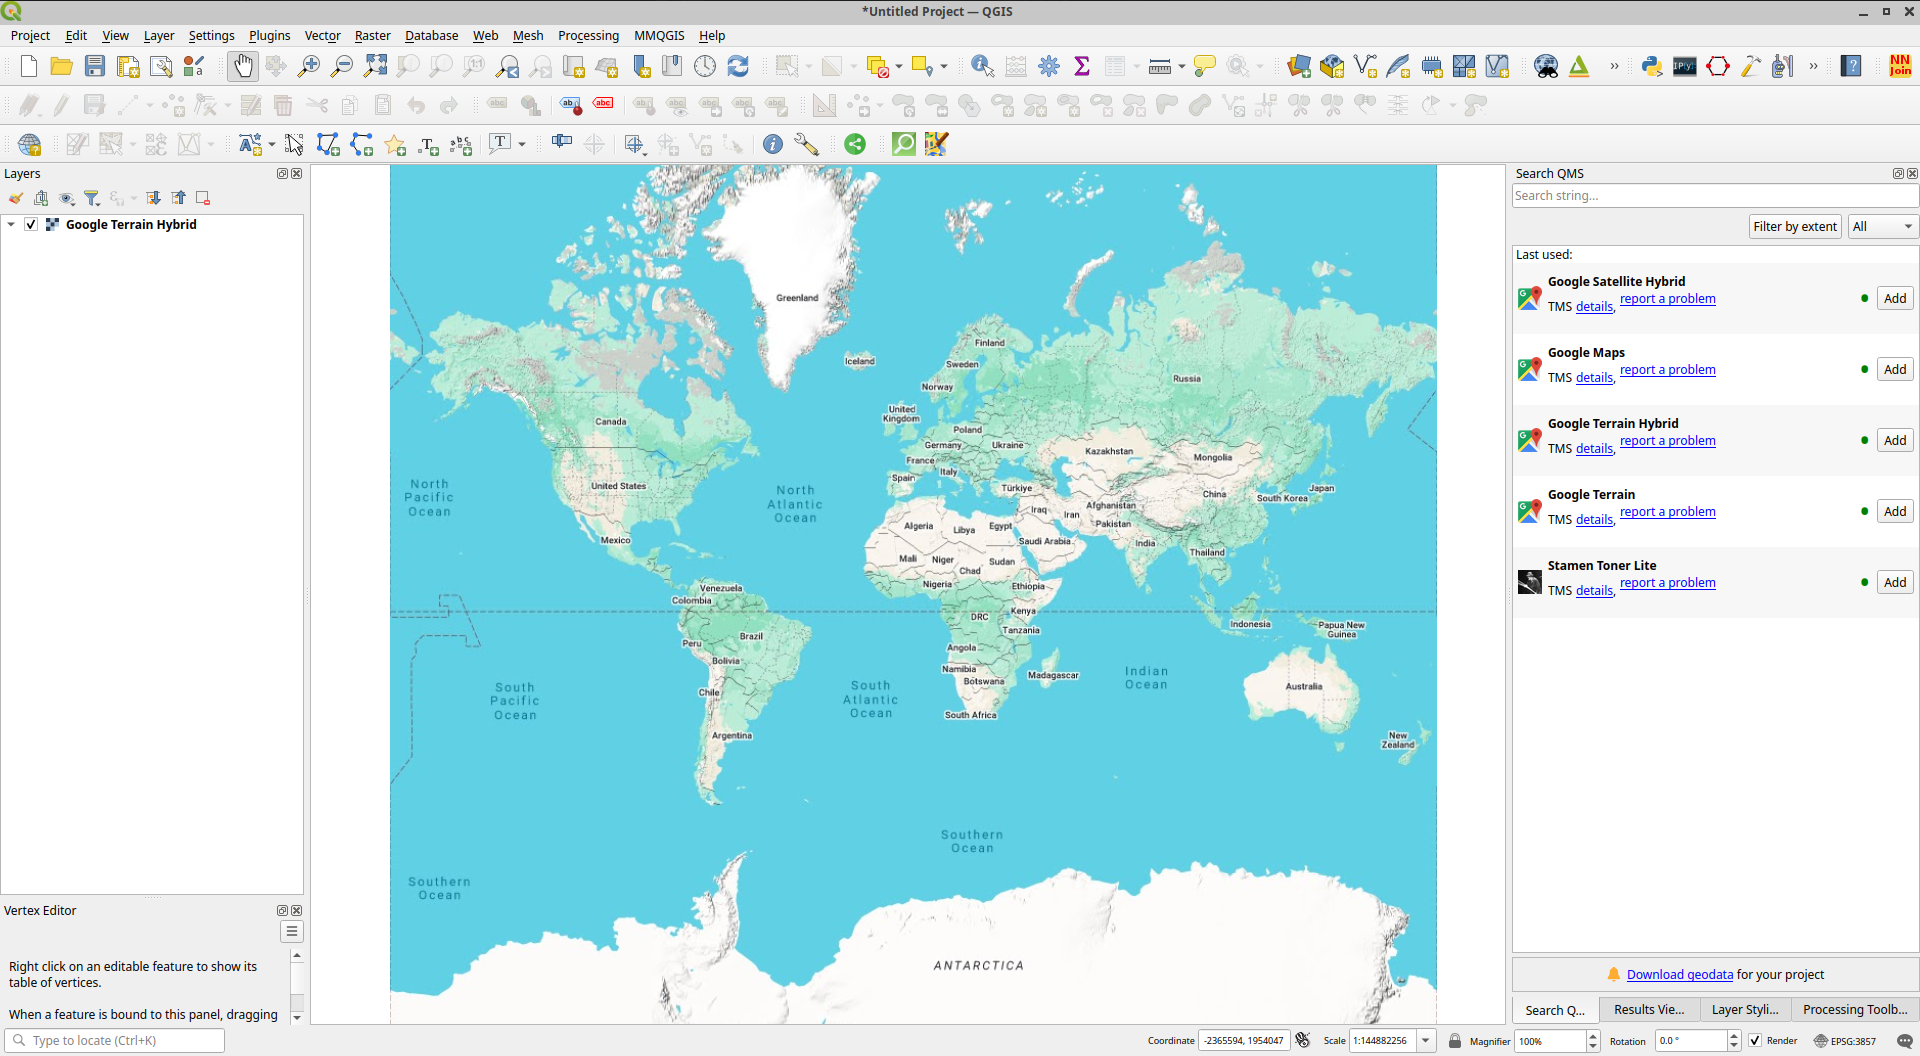 *Untitled Project — QGIS
Project Edit View Layer Settings Plugins Vector Raster Database Web Mesh Processing MMQGIS Help
NN
join
Layers
Google Terrain Hybrid
Greenland
Iceland
Finland
Sweden
Norway
Russia
United
Kingdom
Canada
Poland
Germany
Ukraine
Kazakhstan
France
Italy
Mongolia
Spain
United States
Türkiye
China
Japan
South Korea
North
Pacific
Ocean
North
Atlantic
Ocean
Iraq
Iran
Afghanistan
Pakistan
Algeria
Libya
Egypt
Mexico
Saudi Arabia
India
Thailand
Mali
Niger
Sudan
Chad
Nigeria
Ethiopia
Venezuela
Colombia
Kenya
DRC
Indonesia
Papua New
Guinea
Brazil
Peru
Tanzania
Angola
Bolivia
Namibia
Botswana
Madagascar
Indian
Ocean
Australia
Chile
South
Pacific
Ocean
South
Atlantic
Ocean
South Africa
Argentina
New
Zealand
Southern
Ocean
Southern
Ocean
ANTARCTICA
Search QMS
Search string...
Filter by extent All
Last used:
Google Satellite Hybrid
TMS details, report a problem Add
Google Maps
TMS details, report a problem Add
Google Terrain Hybrid
TMS details, report a problem Add
Google Terrain
TMS details, report a problem Add
Stamen Toner Lite
TMS details, report a problem Add
Download geodata for your project
Search Q... Results Vie... Layer Styli... Processing Toolb...
Vertex Editor
Right click on an editable feature to show its
table of vertices.
When a feature is bound to this panel, dragging
Type to locate (Ctrl+K)
Coordinate -2365594, 1954047 Scale 1:144882256 Magnifier 100% Rotation 0.0 ° Render EPSG:3857